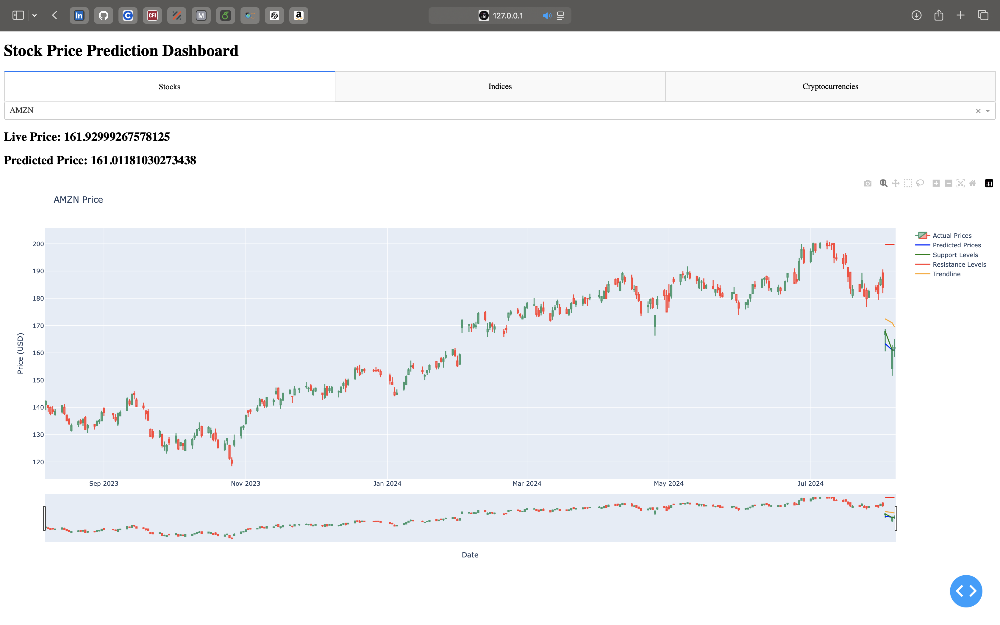 in
C
CFI
M
a
127.0.0.1
Stock Price Prediction Dashboard
Stocks
Indices
Cryptocurrencies
AMZN
Live Price: 161.92999267578125
Predicted Price: 161.01181030273438
AMZN Price
Actual Prices
Predicted Prices
Support Levels
Resistance Levels
Trendline
200
190
180
170
160
150
140
130
120
Price (USD)
Sep 2023
Nov 2023
Jan 2024
Mar 2024
May 2024
Jul 2024
Date